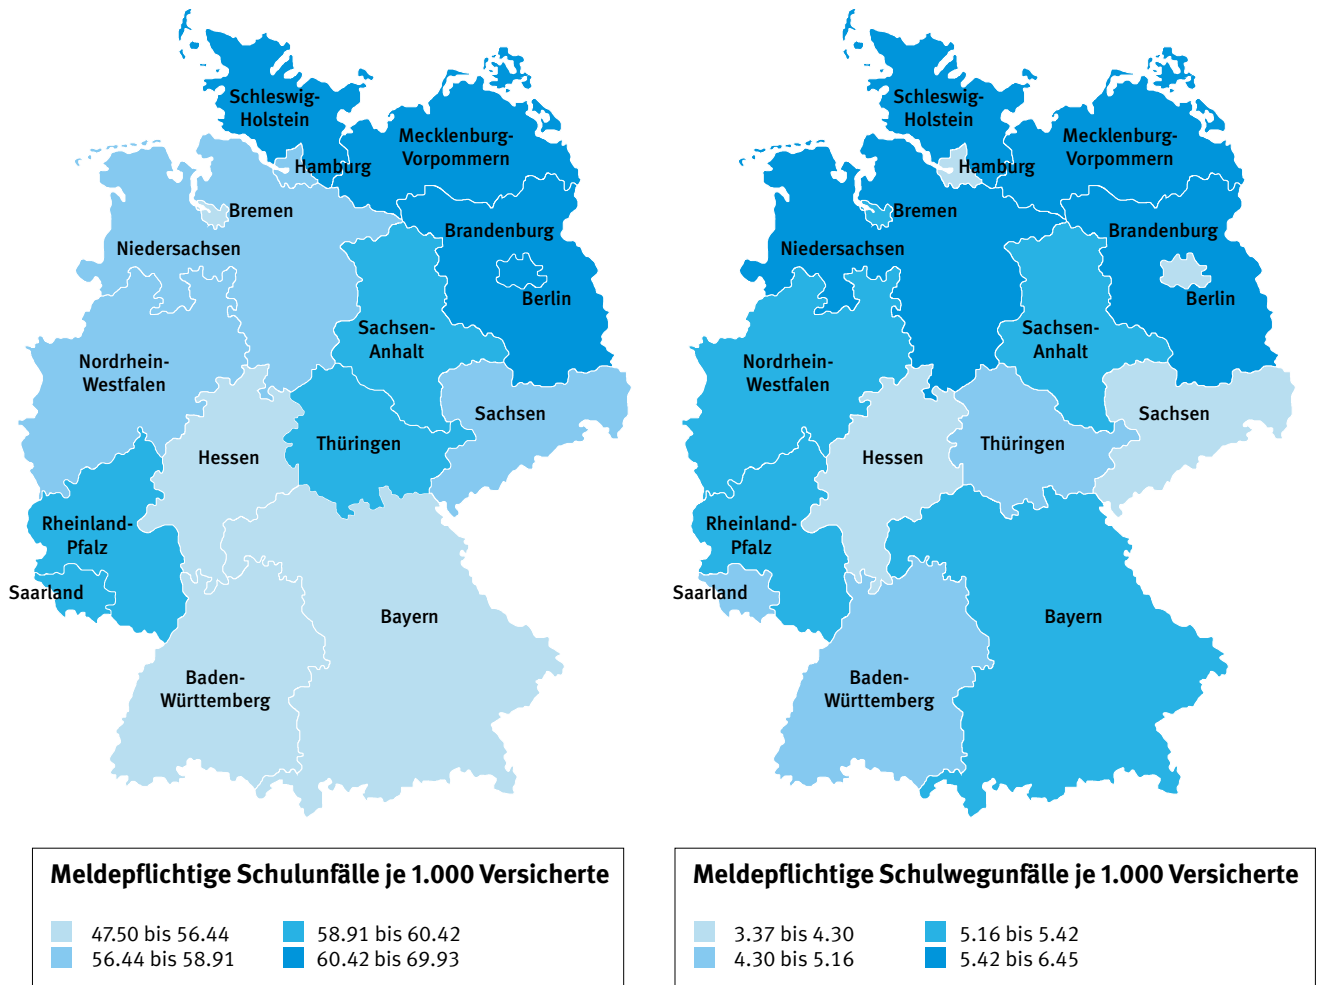 Schleswig-
Holstein
Mecklenburg-
Vorpommern
Hamburg
Bremen
Brandenburg
Niedersachsen
Berlin
Sachsen-
Anhalt
Nordrhein-
Westfalen
Sachsen
Thüringen
Hessen
Rheinland-
Pfalz
Saarland
Bayern
Baden-
Württemberg
Meldepflichtige Schulunfälle je 1.000 Versicherte
47.50 bis 56.44
56.44 bis 58.91
58.91 bis 60.42
60.42 bis 69.93
Schleswig-
Holstein
Mecklenburg-
Vorpommern
Hamburg
Bremen
Brandenburg
Niedersachsen
Berlin
Sachsen-
Anhalt
Nordrhein-
Westfalen
Sachsen
Thüringen
Hessen
Rheinland-
Pfalz
Saarland
Bayern
Baden-
Württemberg
Meldepflichtige Schulwegunfälle je 1.000 Versicherte
3.37 bis 4.30
4.30 bis 5.16
5.16 bis 5.42
5.42 bis 6.45